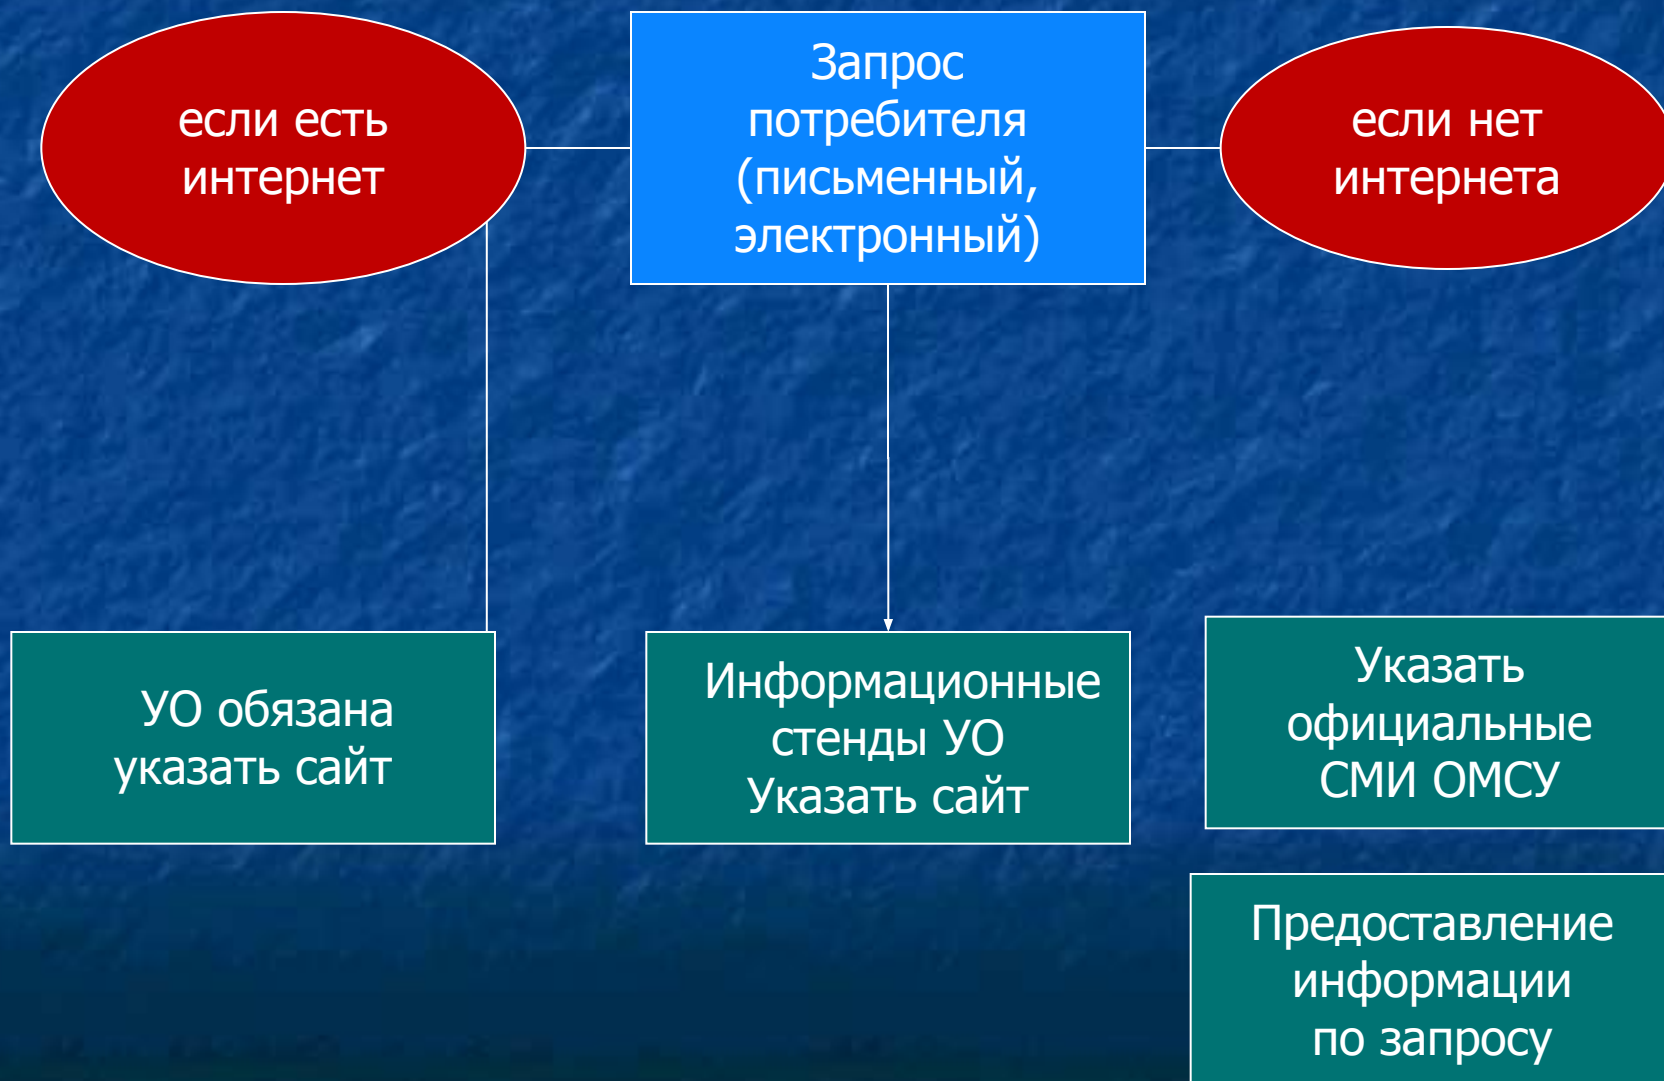 если есть
интернет
Запрос
потребителя
(письменный,
электронный)
если нет
интернета
УО обязана
указать сайт
Информационные
стенды УО
Указать сайт
Указать
официальные
СМИ ОМСУ
Предоставление
информации
по запросу